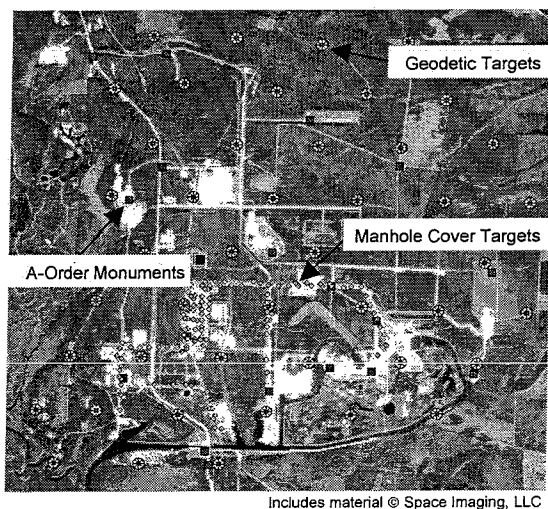 Geodetic Targets
Manhole Cover Targets
A-Order Monuments
Includes material © Space Imaging, LLC